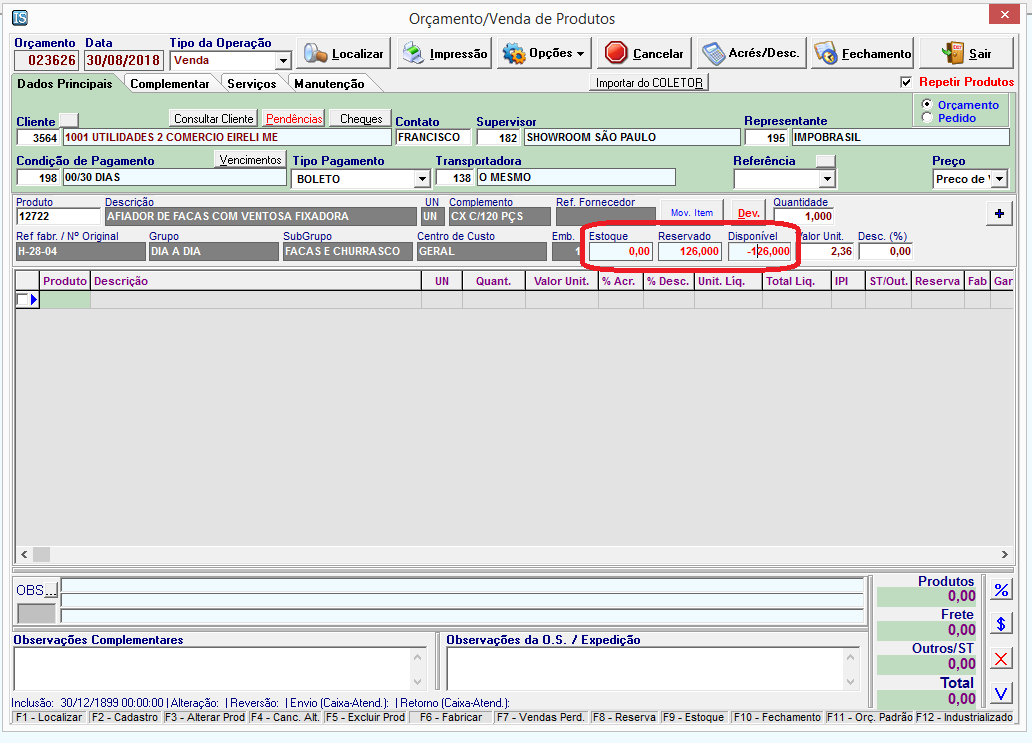 IS
Orçamento/Venda de Produtos
Orçamento Data Tipo da Operação
023626 30/08/2018 Venda
Localizar Impressão Opções Cancelar Acrés/Desc. Fechamento Sair
Dados Principais Complementar Serviços Manutenção Importar do COLETOR Repetir Produtos
Orçamento
Pedido
Cliente Consultar Cliente Pendências Cheques Contato Supervisor Representante
3564 1001 UTILIDADES 2 COMERCIO EIRELI ME FRANCISCO 182 SHOWROOM SÃO PAULO 195 IMPOBRASIL
Condição de Pagamento Vencimentos Tipo Pagamento Transportadora Referência Preço
198 00/30 DIAS BOLETO 138 O MESMO Preco de
Produto Descrição UN Complemento Ref. Fornecedor Mov. Item Dev. Quantidade
12722 AFIADOR DE FACAS COM VENTOSA FIXADORA UN CX C/120 PÇS 1,000 +
Ref fabr. / Nº Original Grupo SubGrupo Centro de Custo Emb. Estoque Reservado Disponível Valor Unit. Desc. (%)
H-28-04 DIA A DIA FACAS E CHURRASCO GERAL 1 0,00 126,000 -126,000 2,36 0,00
Produto Descrição UN Quant. Valor Unit. % Acr. % Desc. Unit. Líq. Total Líq. IPI ST/Out. Reserva Fab Gar
OBS...
Produtos
0,00 %
Frete
0,00 $
Outros/ST
0,00 X
Total
0,00 V
Observações Complementares Observações da O.S. / Expedição
Inclusão: 30/12/1899 00:00:00 | Alteração: | Reversão: | Envio (Caixa-Atend.): | Retorno (Caixa-Atend.):
F1 - Localizar F2 - Cadastro F3 - Alterar Prod F4 - Canc. Alt. F5 - Excluir Prod F6 - Fabricar F7 - Vendas Perd. F8 - Reserva F9 - Estoque F10 - Fechamento F11 - Orç. Padrão F12 - Industrializado